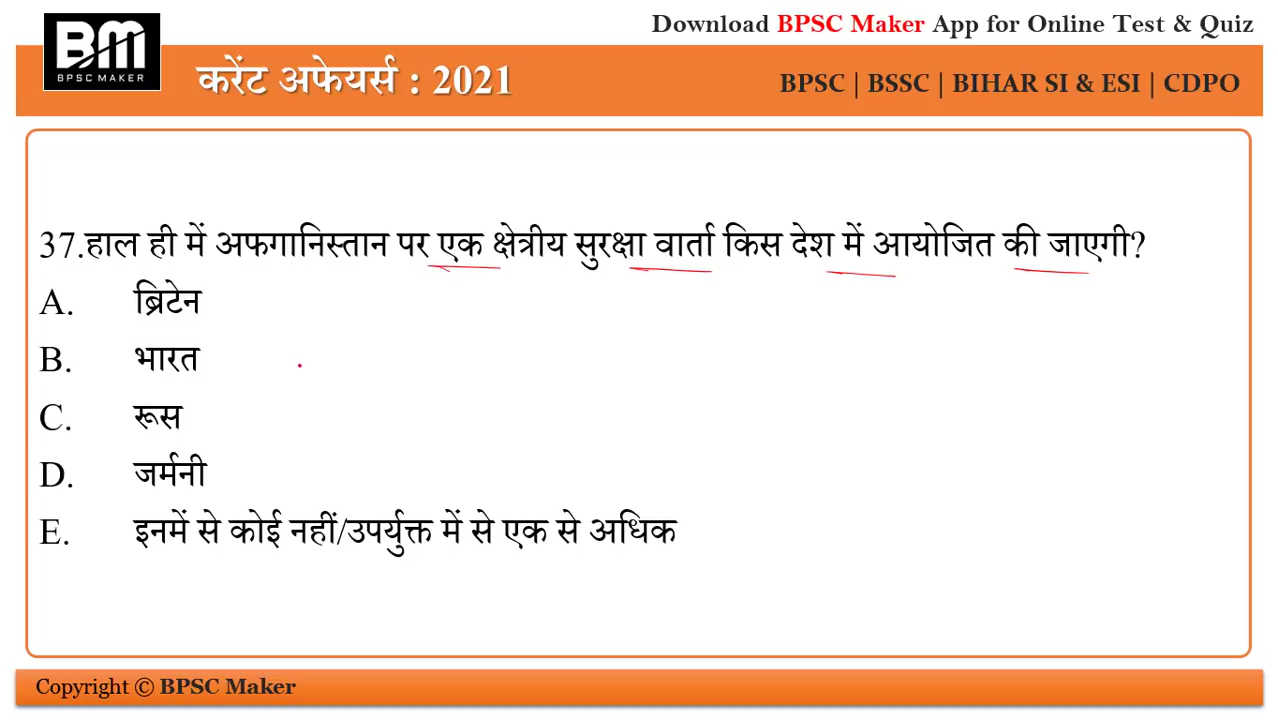 Download BPSC Maker App for Online Test & Quiz
BM
BPSC MAKER
करेंट अफेयर्स : 2021
BPSC | BSSC | BIHAR SI & ESI | CDPO
37.हाल ही में अफगानिस्तान पर एक क्षेत्रीय सुरक्षा वार्ता किस देश में आयोजित की जाएगी?
A. ब्रिटेन
B. भारत
C. रूस
D. जर्मनी
E. इनमें से कोई नहीं/उपर्युक्त में से एक से अधिक
Copyright © BPSC Maker